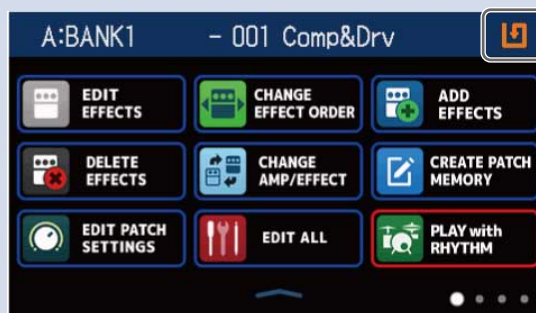 A:BANK1 - 001 Comp&Drv
EDIT
EFFECTS
CHANGE
EFFECT ORDER
ADD
EFFECTS
DELETE
EFFECTS
CHANGE
AMP/EFFECT
CREATE PATCH
MEMORY
EDIT PATCH
SETTINGS
EDIT ALL
PLAY with
RHYTHM